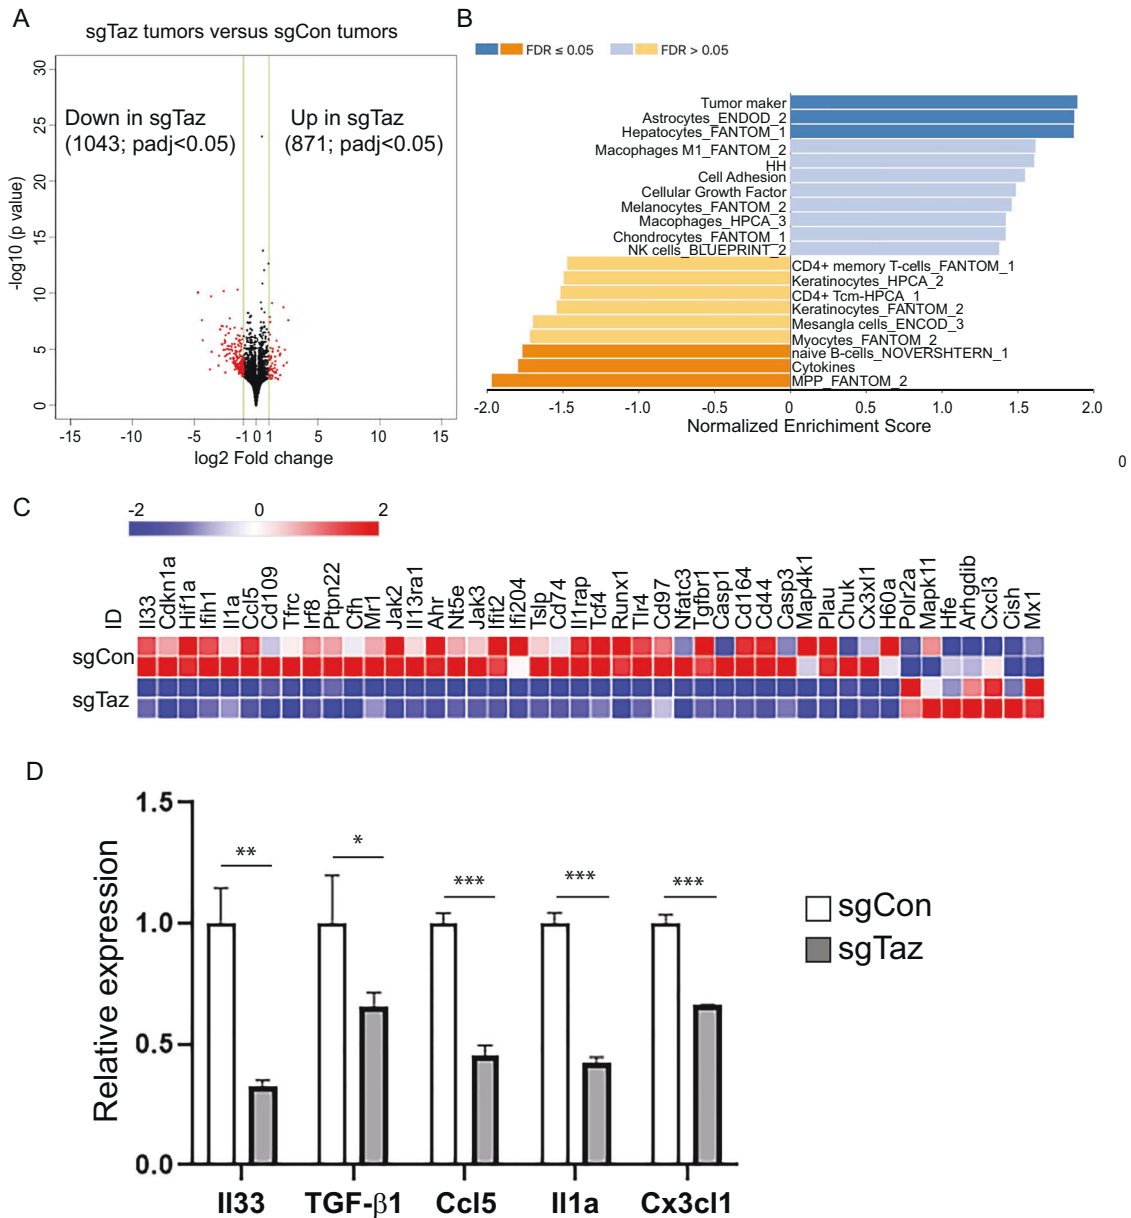 A
sgTaz tumors versus sgCon tumors
Down in sgTaz
(1043; padj<0.05)
Up in sgTaz
(871; padj<0.05)
30
25
20
15
10
5
0
-log10 (p value)
-15 -10 -5 -1 0 1 5 10 15
log2 Fold change
B
FDR ≤ 0.05 FDR > 0.05
Tumor maker
Astrocytes_ENDOD_2
Hepatocytes_FANTOM_1
Macophages M1_FANTOM_2
HH
Cell Adhesion
Cellular Growth Factor
Melanocytes_FANTOM_2
Macophages_HPCA_3
Chondrocytes_FANTOM_1
NK cells_BLUEPRINT_2
CD4+ memory T-cells_FANTOM_1
Keratinocytes_HPCA_2
CD4+ Tcm-HPCA_1
Keratinocytes_FANTOM_2
Mesangla cells_ENCOD_3
Myocytes_FANTOM_2
naive B-cells_NOVERSHTERN_1
Cytokines
MPP_FANTOM_2
-2.0 -1.5 -1.0 -0.5 0 0.5 1.0 1.5 2.0
Normalized Enrichment Score
0
C
-2 0 2
ID Il33 Cdkn1a Hif1a Ifih1 Il1a Ccl5 Cd109 Tfrc Irf8 Ptpn22 Cfh Mr1 Jak2 Il13ra1 Ahr Nt5e Jak3 Ifit2 Ifi204 Tslp Cd74 Il1rap Tcf4 Runx1 Tlr4 Cd97 Nfatc3 Tgfbr1 Casp1 Cd164 Cd44 Casp3 Map4k1 Plau Chuk Cx3xl1 H60a Polr2a Mapk11 Hfe Arhgdib Cxcl3 Cish Mx1
sgCon
sgTaz
D
1.5
1.0
0.5
0.0
Relative expression
** * *** *** ***
sgCon
sgTaz
Il33 TGF-β1 Ccl5 Il1a Cx3cl1